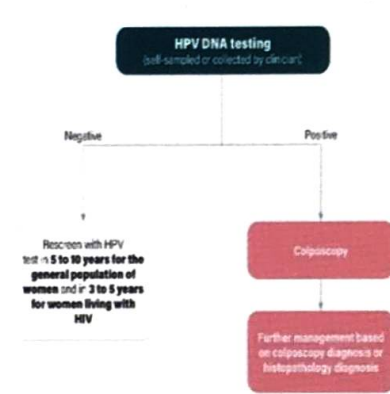 HPV DNA testing
(self-sampled or collected by clinician)
Negative
Positive
Rescreen with HPV
test in 5 to 10 years for the
general population of
women and in 3 to 5 years
for women living with
HIV
Colposcopy
Further management based
on colposcopy diagnosis or
histopathology diagnosis